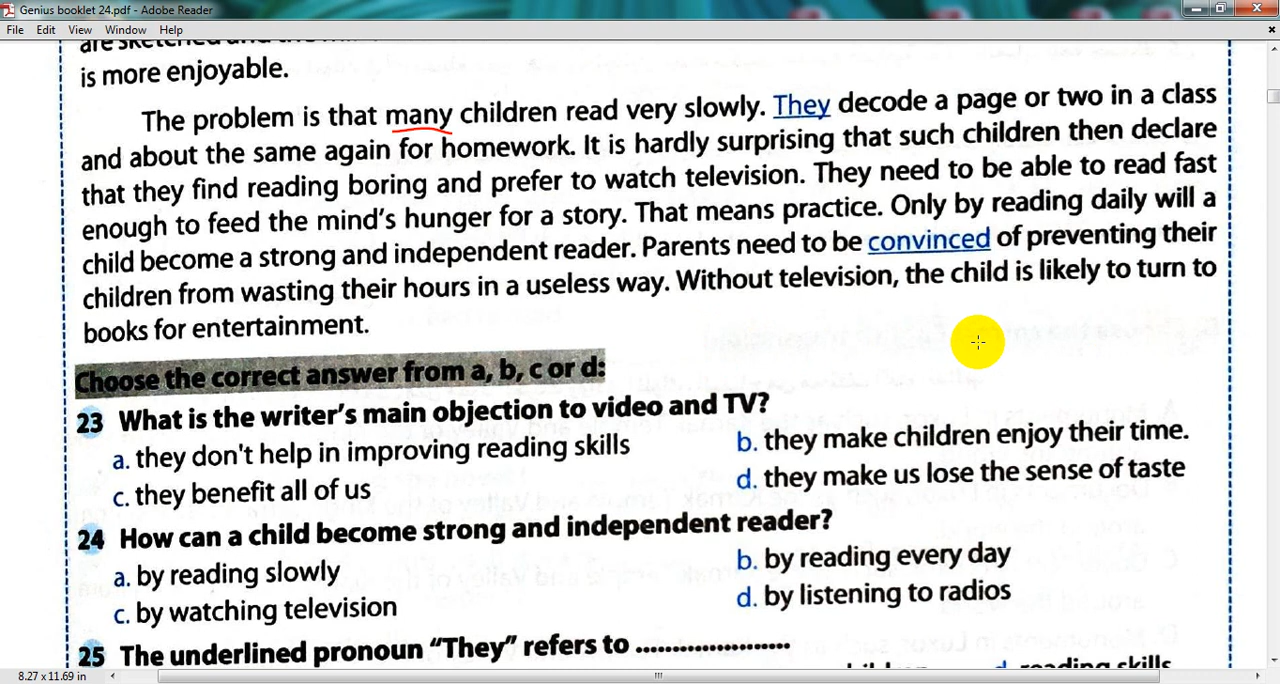 Genius booklet 24.pdf - Adobe Reader
File Edit View Window Help
is more enjoyable.
The problem is that many children read very slowly. They decode a page or two in a class
and about the same again for homework. It is hardly surprising that such children then declare
that they find reading boring and prefer to watch television. They need to be able to read fast
enough to feed the mind's hunger for a story. That means practice. Only by reading daily will a
child become a strong and independent reader. Parents need to be convinced of preventing their
children from wasting their hours in a useless way. Without television, the child is likely to turn to
books for entertainment.
Choose the correct answer from a, b, c or d:
23 What is the writer's main objection to video and TV?
a. they don't help in improving reading skills b. they make children enjoy their time.
c. they benefit all of us d. they make us lose the sense of taste
24 How can a child become strong and independent reader?
a. by reading slowly b. by reading every day
c. by watching television d. by listening to radios
25 The underlined pronoun "They" refers to ......................
children d. reading skills
8.27 x 11.69 in